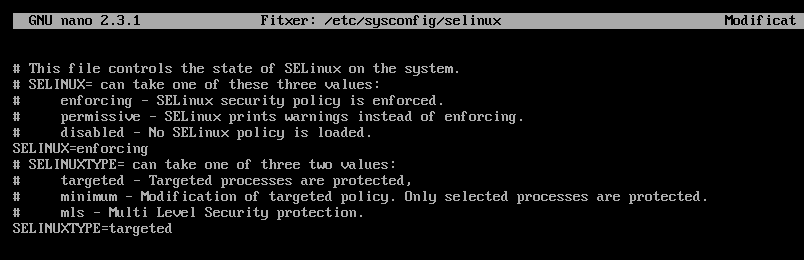 GNU nano 2.3.1 Fitxer: /etc/sysconfig/selinux Modificat
# This file controls the state of SELinux on the system.
# SELINUX= can take one of these three values:
#     enforcing - SELinux security policy is enforced.
#     permissive - SELinux prints warnings instead of enforcing.
#     disabled - No SELinux policy is loaded.
SELINUX=enforcing
# SELINUXTYPE= can take one of three two values:
#     targeted - Targeted processes are protected,
#     minimum - Modification of targeted policy. Only selected processes are protected.
#     mls - Multi Level Security protection.
SELINUXTYPE=targeted